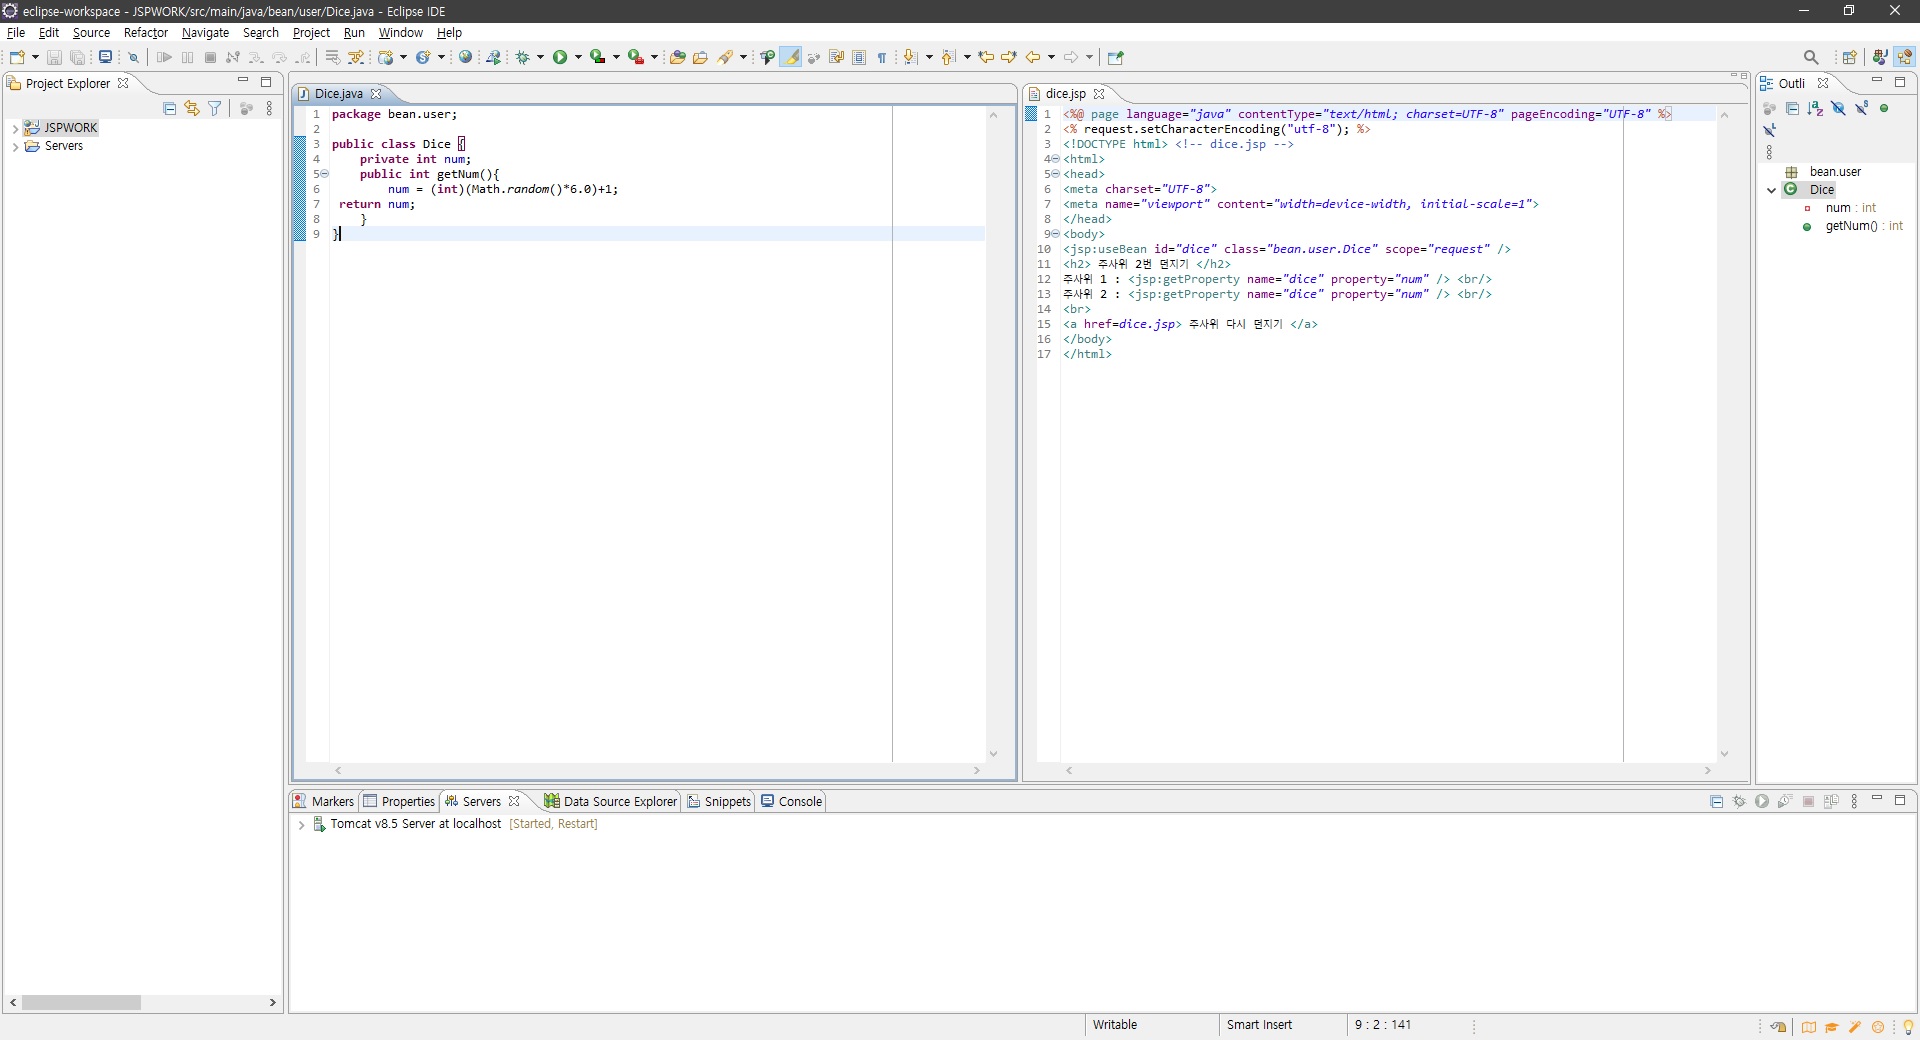 eclipse-workspace - JSPWORK/src/main/java/bean/user/Dice.java - Eclipse IDE
File Edit Source Refactor Navigate Search Project Run Window Help
Project Explorer
JSPWORK
Servers
Dice.java
1 package bean.user;
2
3 public class Dice {
4 private int num;
5 public int getNum(){
6 num = (int)(Math.random()*6.0)+1;
7 return num;
8 }
9 }
dice.jsp
1 <%@ page language="java" contentType="text/html; charset=UTF-8" pageEncoding="UTF-8" %>
2 <% request.setCharacterEncoding("utf-8"); %>
3 <!DOCTYPE html> <!-- dice.jsp -->
4 <html>
5 <head>
6 <meta charset="UTF-8">
7 <meta name="viewport" content="width=device-width, initial-scale=1">
8 </head>
9 <body>
10 <jsp:useBean id="dice" class="bean.user.Dice" scope="request" />
11 <h2> 주사위 2번 던지기 </h2>
12 주사위 1 : <jsp:getProperty name="dice" property="num" /> <br/>
13 주사위 2 : <jsp:getProperty name="dice" property="num" /> <br/>
14 <br>
15 <a href=dice.jsp> 주사위 다시 던지기 </a>
16 </body>
17 </html>
Outli
bean.user
Dice
num : int
getNum() : int
Markers Properties Servers Data Source Explorer Snippets Console
Tomcat v8.5 Server at localhost [Started, Restart]
Writable Smart Insert 9 : 2 : 141